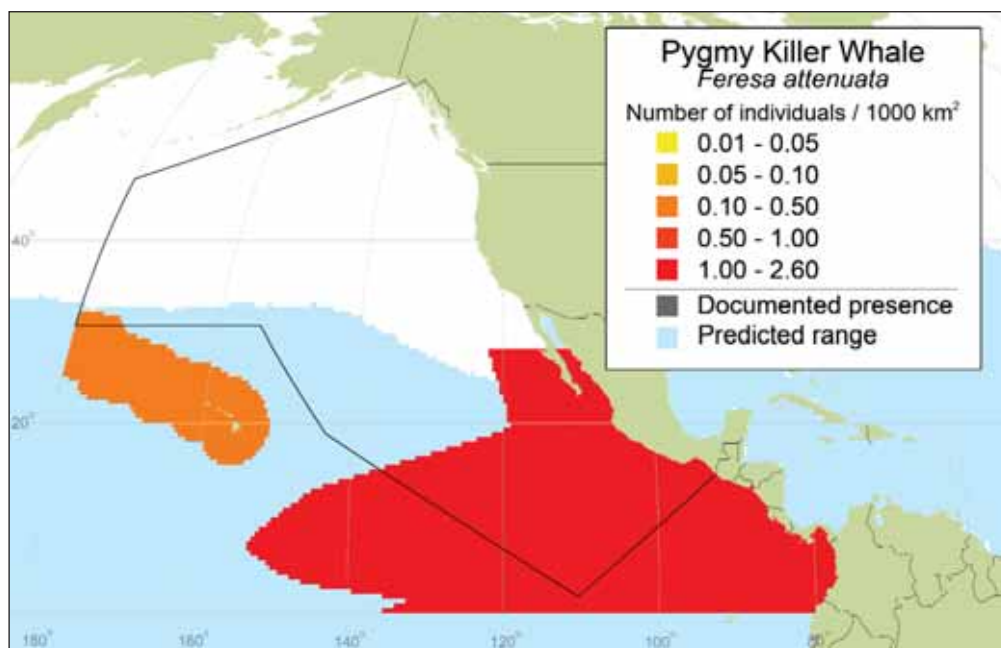 Pygmy Killer Whale
Feresa attenuata
Number of individuals / 1000 km²
0.01 - 0.05
0.05 - 0.10
0.10 - 0.50
0.50 - 1.00
1.00 - 2.60
Documented presence
Predicted range
40°
20°
180° 160° 140° 120° 100° 80